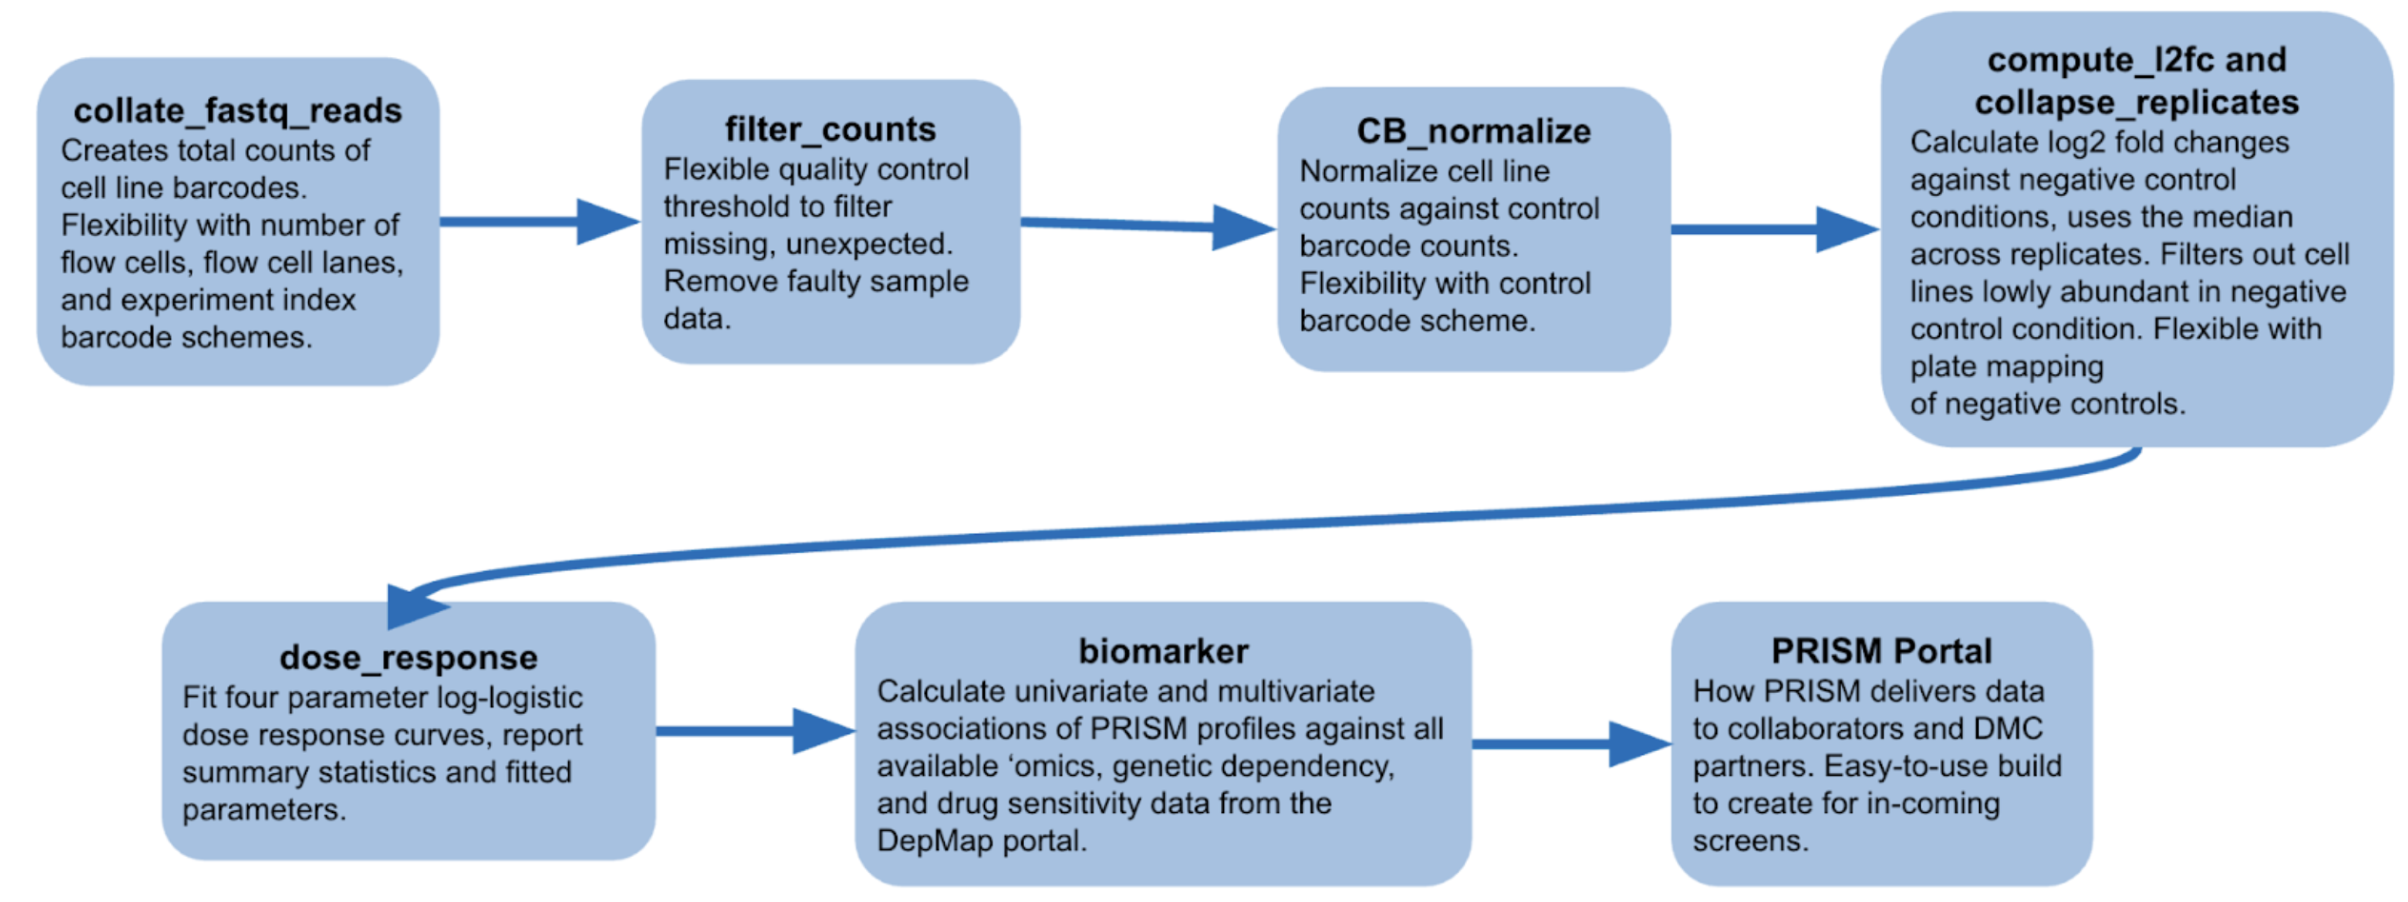 collate_fastq_reads
Creates total counts of
cell line barcodes.
Flexibility with number of
flow cells, flow cell lanes,
and experiment index
barcode schemes.
filter_counts
Flexible quality control
threshold to filter
missing, unexpected.
Remove faulty sample
data.
CB_normalize
Normalize cell line
counts against control
barcode counts.
Flexibility with control
barcode scheme.
compute_l2fc and
collapse_replicates
Calculate log2 fold changes
against negative control
conditions, uses the median
across replicates. Filters out cell
lines lowly abundant in negative
control condition. Flexible with
plate mapping
of negative controls.
dose_response
Fit four parameter log-logistic
dose response curves, report
summary statistics and fitted
parameters.
biomarker
Calculate univariate and multivariate
associations of PRISM profiles against all
available ‘omics, genetic dependency,
and drug sensitivity data from the
DepMap portal.
PRISM Portal
How PRISM delivers data
to collaborators and DMC
partners. Easy-to-use build
to create for in-coming
screens.